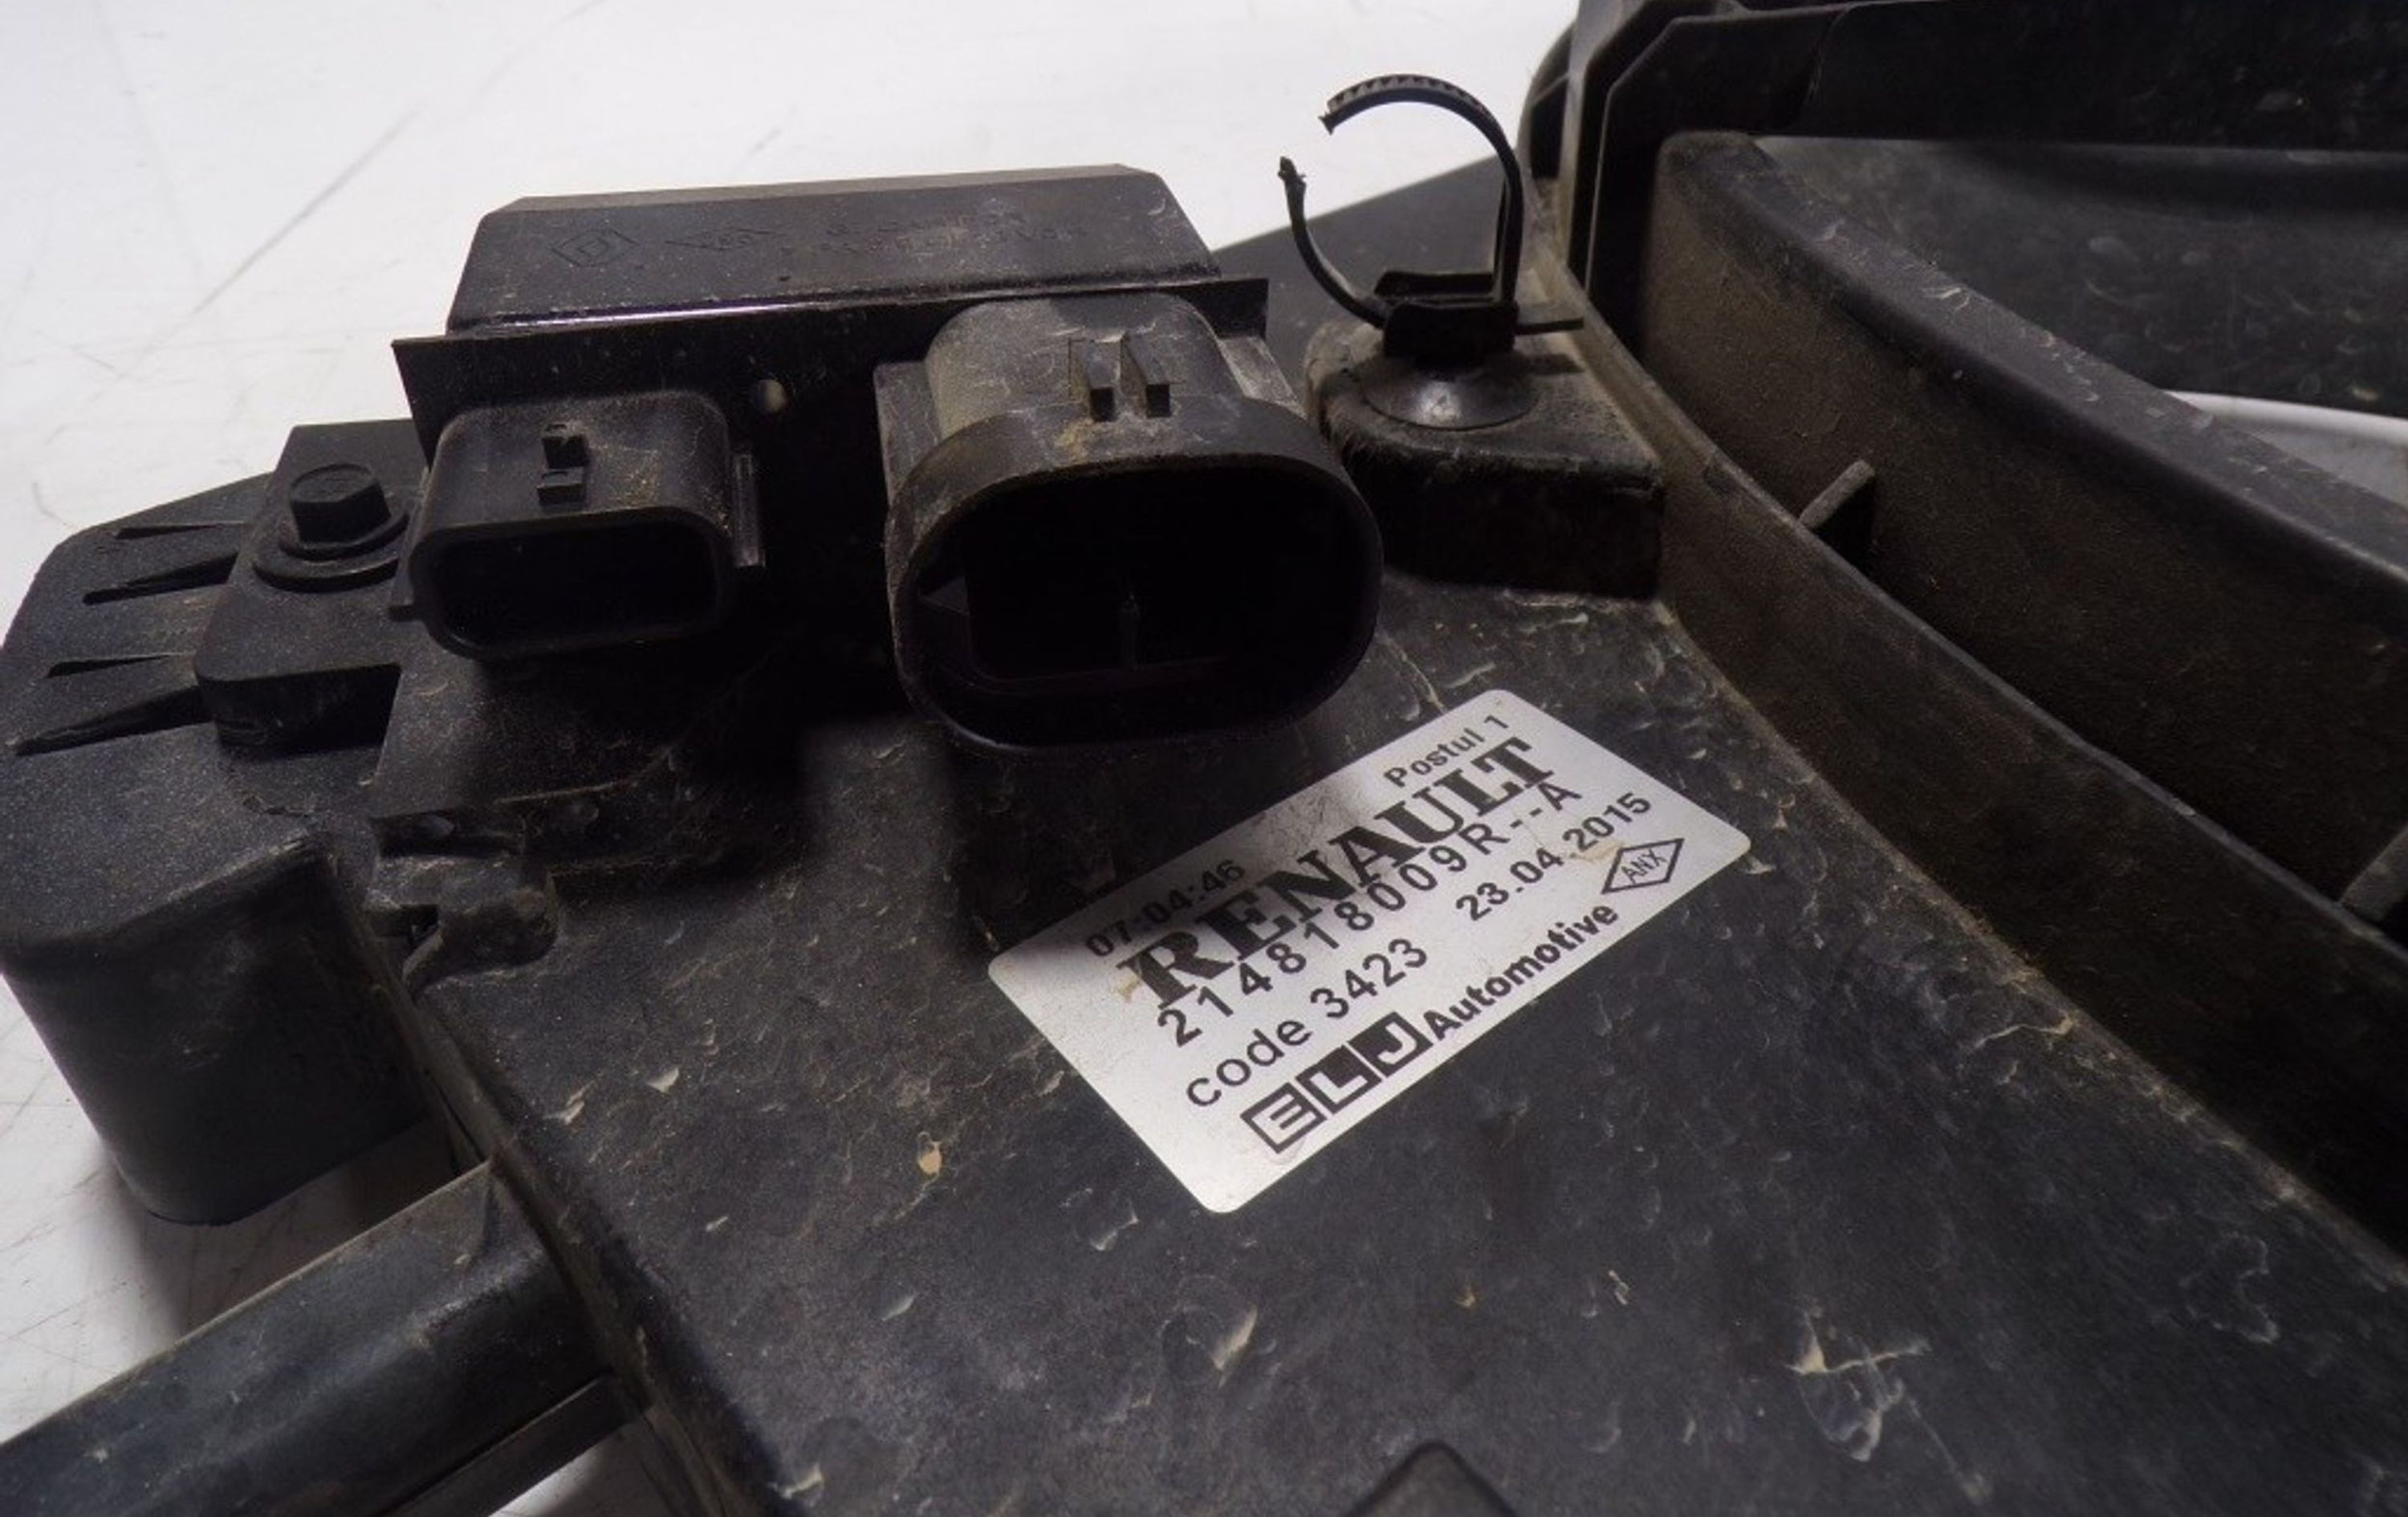 07:04:46 Postul 1
RENAULT
214818009R--A
code 3423 23.04.2015
ELJ Automotive ANX